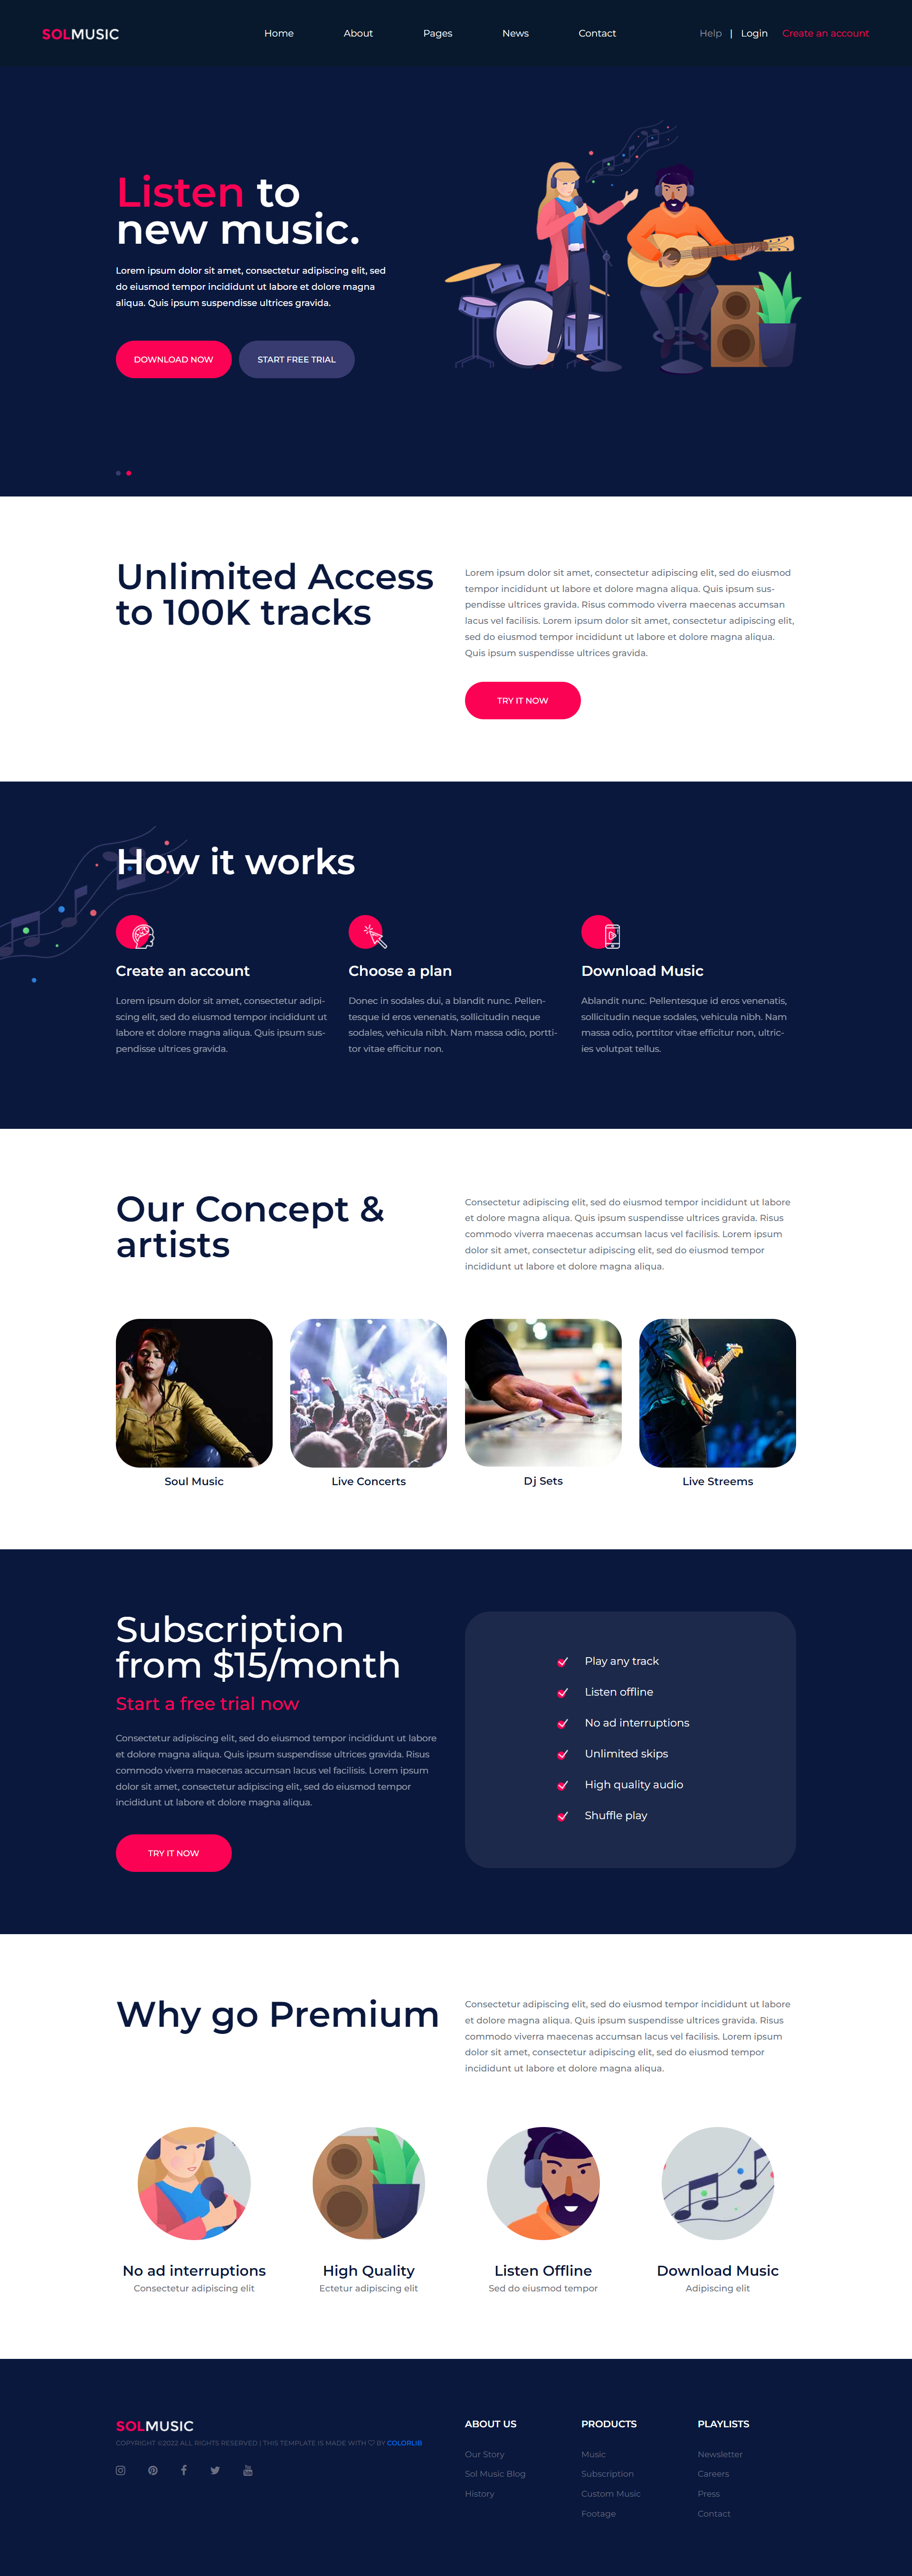 SOLMUSIC
Home About Pages News Contact
Help | Login Create an account
Listen to
new music.
Lorem ipsum dolor sit amet, consectetur adipiscing elit, sed
do eiusmod tempor incididunt ut labore et dolore magna
aliqua. Quis ipsum suspendisse ultrices gravida.
DOWNLOAD NOW START FREE TRIAL
Unlimited Access
to 100K tracks
Lorem ipsum dolor sit amet, consectetur adipiscing elit, sed do eiusmod
tempor incididunt ut labore et dolore magna aliqua. Quis ipsum sus-
pendisse ultrices gravida. Risus commodo viverra maecenas accumsan
lacus vel facilisis. Lorem ipsum dolor sit amet, consectetur adipiscing elit,
sed do eiusmod tempor incididunt ut labore et dolore magna aliqua.
Quis ipsum suspendisse ultrices gravida.
TRY IT NOW
How it works
Create an account
Lorem ipsum dolor sit amet, consectetur adipi-
scing elit, sed do eiusmod tempor incididunt ut
labore et dolore magna aliqua. Quis ipsum sus-
pendisse ultrices gravida.
Choose a plan
Donec in sodales dui, a blandit nunc. Pellen-
tesque id eros venenatis, sollicitudin neque
sodales, vehicula nibh. Nam massa odio, portti-
tor vitae efficitur non.
Download Music
Ablandit nunc. Pellentesque id eros venenatis,
sollicitudin neque sodales, vehicula nibh. Nam
massa odio, porttitor vitae efficitur non, ultric-
ies volutpat tellus.
Our Concept &
artists
Consectetur adipiscing elit, sed do eiusmod tempor incididunt ut labore
et dolore magna aliqua. Quis ipsum suspendisse ultrices gravida. Risus
commodo viverra maecenas accumsan lacus vel facilisis. Lorem ipsum
dolor sit amet, consectetur adipiscing elit, sed do eiusmod tempor
incididunt ut labore et dolore magna aliqua.
Soul Music
Live Concerts
Dj Sets
Live Streems
Subscription
from $15/month
Start a free trial now
Consectetur adipiscing elit, sed do eiusmod tempor incididunt ut labore
et dolore magna aliqua. Quis ipsum suspendisse ultrices gravida. Risus
commodo viverra maecenas accumsan lacus vel facilisis. Lorem ipsum
dolor sit amet, consectetur adipiscing elit, sed do eiusmod tempor
incididunt ut labore et dolore magna aliqua.
TRY IT NOW
Play any track
Listen offline
No ad interruptions
Unlimited skips
High quality audio
Shuffle play
Why go Premium
Consectetur adipiscing elit, sed do eiusmod tempor incididunt ut labore
et dolore magna aliqua. Quis ipsum suspendisse ultrices gravida. Risus
commodo viverra maecenas accumsan lacus vel facilisis. Lorem ipsum
dolor sit amet, consectetur adipiscing elit, sed do eiusmod tempor
incididunt ut labore et dolore magna aliqua.
No ad interruptions
Consectetur adipiscing elit
High Quality
Ectetur adipiscing elit
Listen Offline
Sed do eiusmod tempor
Download Music
Adipiscing elit
SOLMUSIC
COPYRIGHT ©2022 ALL RIGHTS RESERVED | THIS TEMPLATE IS MADE WITH ♡ BY COLORLIB
ABOUT US
Our Story
Sol Music Blog
History
PRODUCTS
Music
Subscription
Custom Music
Footage
PLAYLISTS
Newsletter
Careers
Press
Contact